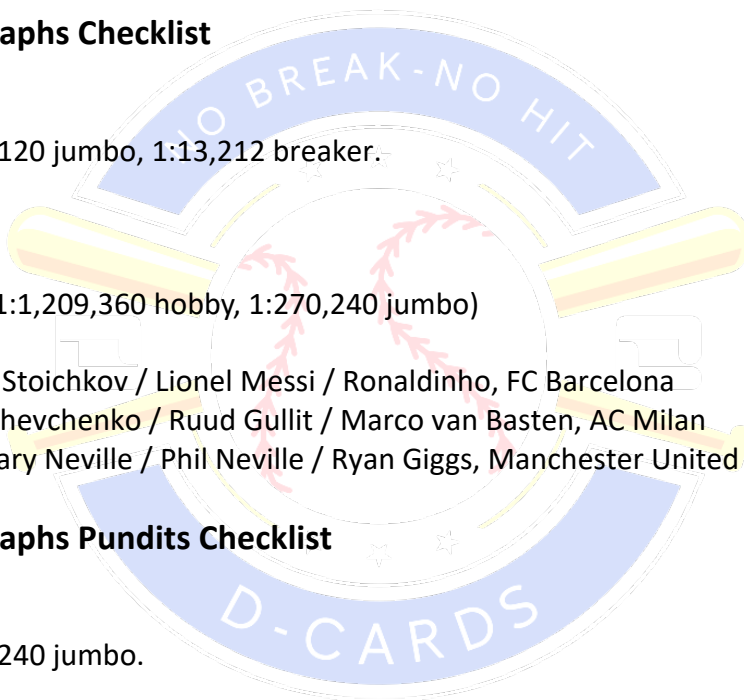 aphs Checklist
NO BREAK-NO HIT
120 jumbo, 1:13,212 breaker.
1:1,209,360 hobby, 1:270,240 jumbo)
Stoichkov / Lionel Messi / Ronaldinho, FC Barcelona
hevchenko / Ruud Gullit / Marco van Basten, AC Milan
ary Neville / Phil Neville / Ryan Giggs, Manchester United
aphs Pundits Checklist
D-CARDS
240 jumbo.